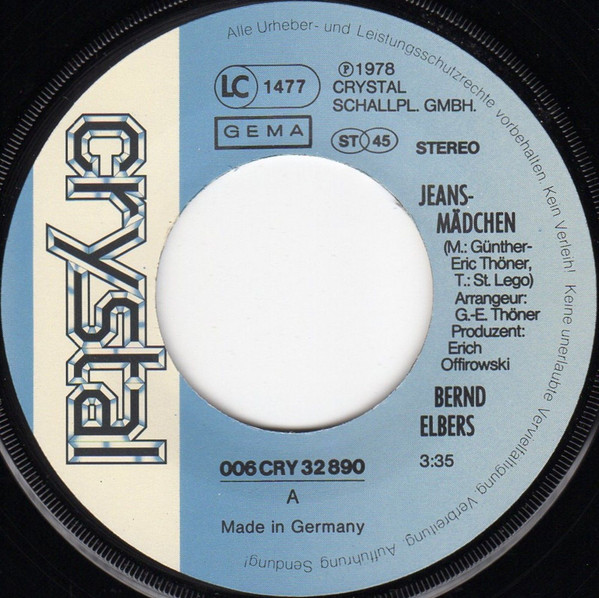 Alle Urheber- und Leistungsschutzrechte vorbehalten. Kein Verleih! Keine unerlaubte Vervielfältigung, Verbreitung, Aufführung, Sendung!
crystal
LC 1477
GEMA
℗1978
CRYSTAL
SCHALLPL. GMBH.
ST 45
STEREO
JEANS-
MÄDCHEN
(M.: Günther-
Eric Thöner,
T.: St. Lego)
Arrangeur:
G.-E. Thöner
Produzent:
Erich
Offirowski
BERND
ELBERS
3:35
006 CRY 32 890
A
Made in Germany